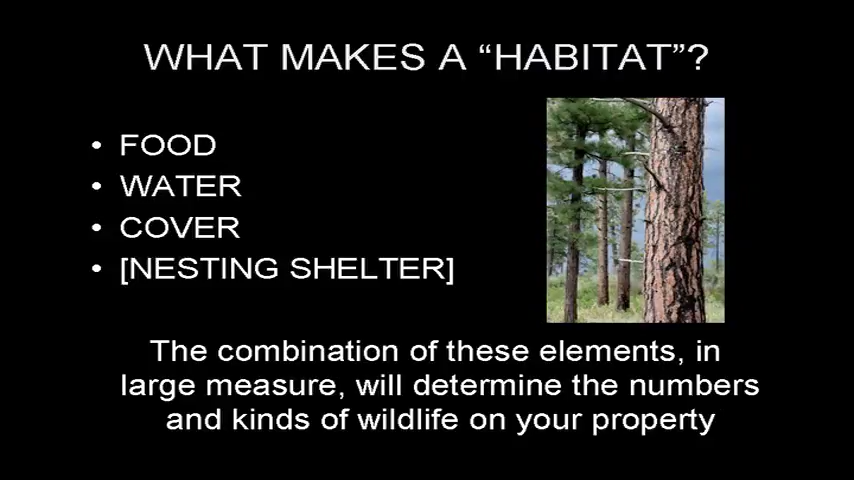 WHAT MAKES A “HABITAT”?
• FOOD
• WATER
• COVER
• [NESTING SHELTER]
The combination of these elements, in
large measure, will determine the numbers
and kinds of wildlife on your property